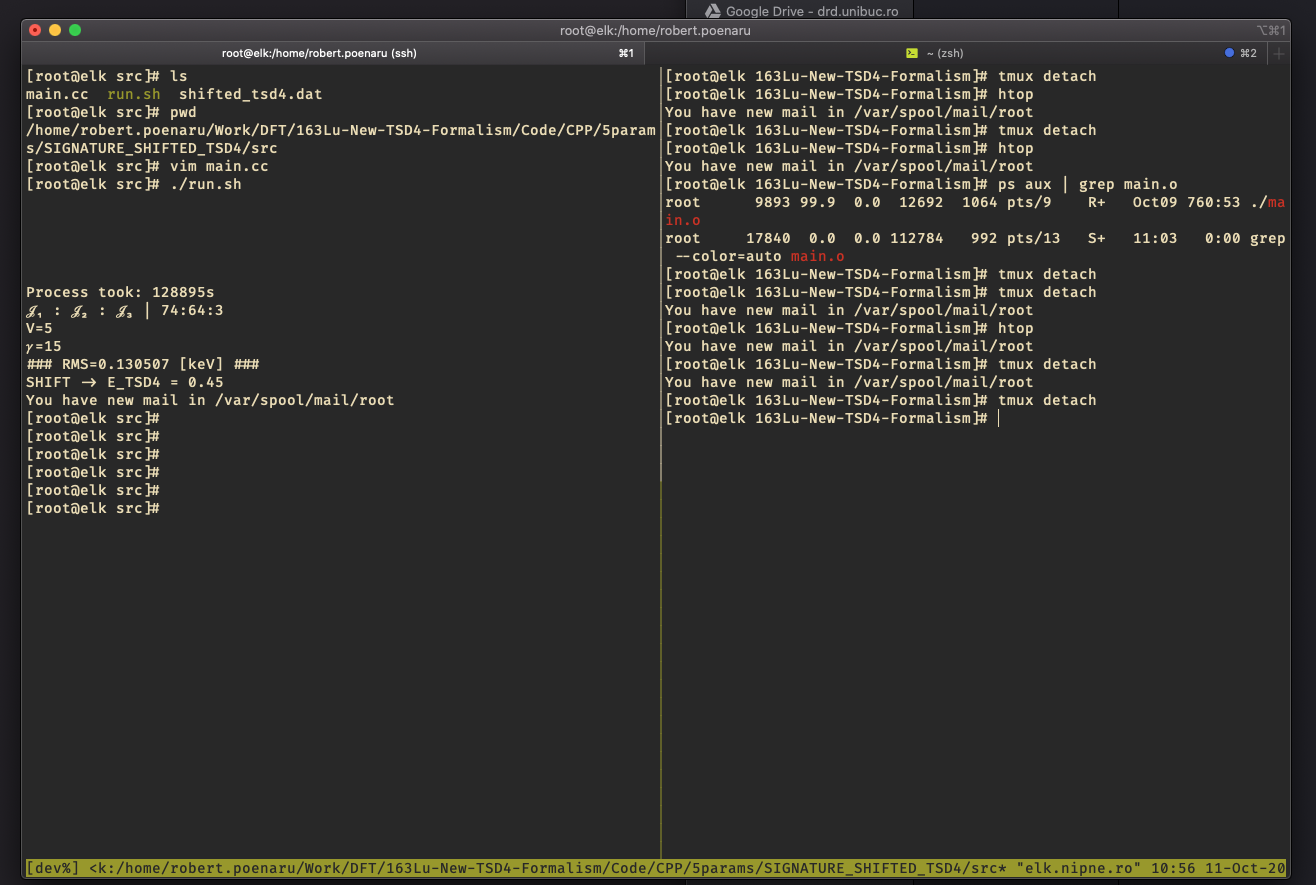 Google Drive - drd.unibuc.ro
root@elk:/home/robert.poenaru
⌥⌘1
root@elk:/home/robert.poenaru (ssh)
⌘1
~ (zsh)
⌘2
[root@elk src]# ls
main.cc  run.sh  shifted_tsd4.dat
[root@elk src]# pwd
/home/robert.poenaru/Work/DFT/163Lu-New-TSD4-Formalism/Code/CPP/5param
s/SIGNATURE_SHIFTED_TSD4/src
[root@elk src]# vim main.cc
[root@elk src]# ./run.sh
Process took: 128895s
𝒥₁ : 𝒥₂ : 𝒥₃ | 74:64:3
V=5
γ=15
### RMS=0.130507 [keV] ###
SHIFT → E_TSD4 = 0.45
You have new mail in /var/spool/mail/root
[root@elk src]#
[root@elk src]#
[root@elk src]#
[root@elk src]#
[root@elk src]#
[root@elk src]#
[root@elk 163Lu-New-TSD4-Formalism]# tmux detach
[root@elk 163Lu-New-TSD4-Formalism]# htop
You have new mail in /var/spool/mail/root
[root@elk 163Lu-New-TSD4-Formalism]# tmux detach
[root@elk 163Lu-New-TSD4-Formalism]# htop
You have new mail in /var/spool/mail/root
[root@elk 163Lu-New-TSD4-Formalism]# ps aux | grep main.o
root      9893 99.9  0.0  12692  1064 pts/9    R+   Oct09 760:53 ./ma
in.o
root     17840  0.0  0.0 112784   992 pts/13   S+   11:03   0:00 grep
--color=auto main.o
[root@elk 163Lu-New-TSD4-Formalism]# tmux detach
[root@elk 163Lu-New-TSD4-Formalism]# tmux detach
You have new mail in /var/spool/mail/root
[root@elk 163Lu-New-TSD4-Formalism]# htop
You have new mail in /var/spool/mail/root
[root@elk 163Lu-New-TSD4-Formalism]# tmux detach
You have new mail in /var/spool/mail/root
[root@elk 163Lu-New-TSD4-Formalism]# tmux detach
[root@elk 163Lu-New-TSD4-Formalism]#
[dev%] <k:/home/robert.poenaru/Work/DFT/163Lu-New-TSD4-Formalism/Code/CPP/5params/SIGNATURE_SHIFTED_TSD4/src* "elk.nipne.ro" 10:56 11-Oct-20